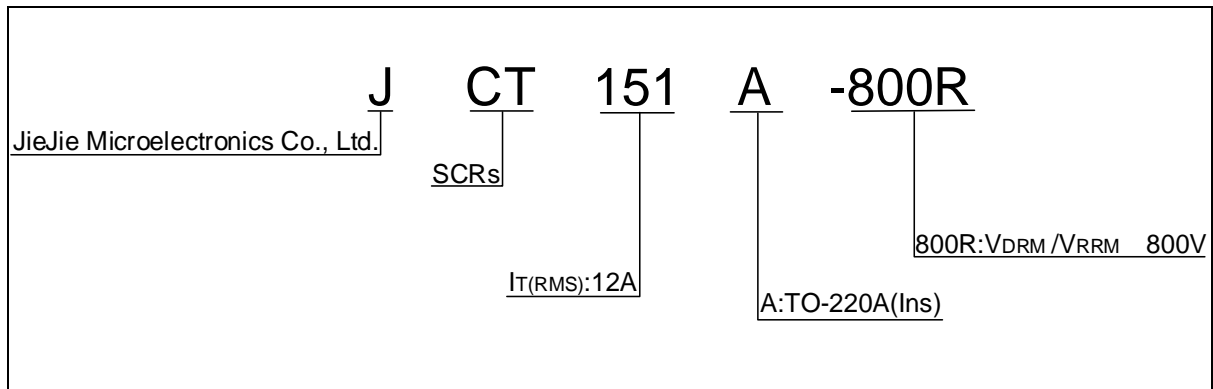 J CT 151 A -800R
JieJie Microelectronics Co., Ltd.
SCRs
800R:VDRM /VRRM 800V
IT(RMS):12A
A:TO-220A(Ins)